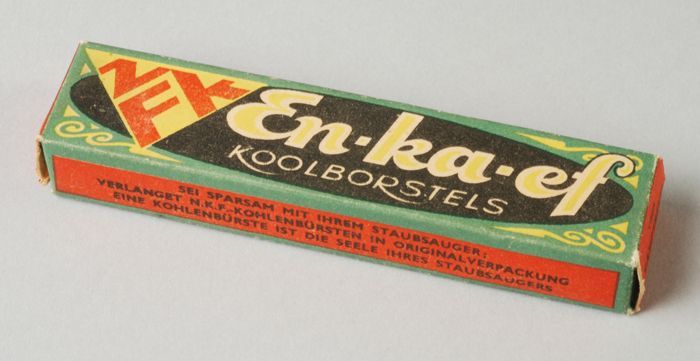 NKF
En-ka-ef
KOOLBORSTELS
SEI SPARSAM MIT IHREM STAUBSAUGER;
VERLANGET N.K.F.-KOHLENBÜRSTEN IN ORIGINALVERPACKUNG
EINE KOHLENBÜRSTE IST DIE SEELE IHRES STAUBSAUGERS